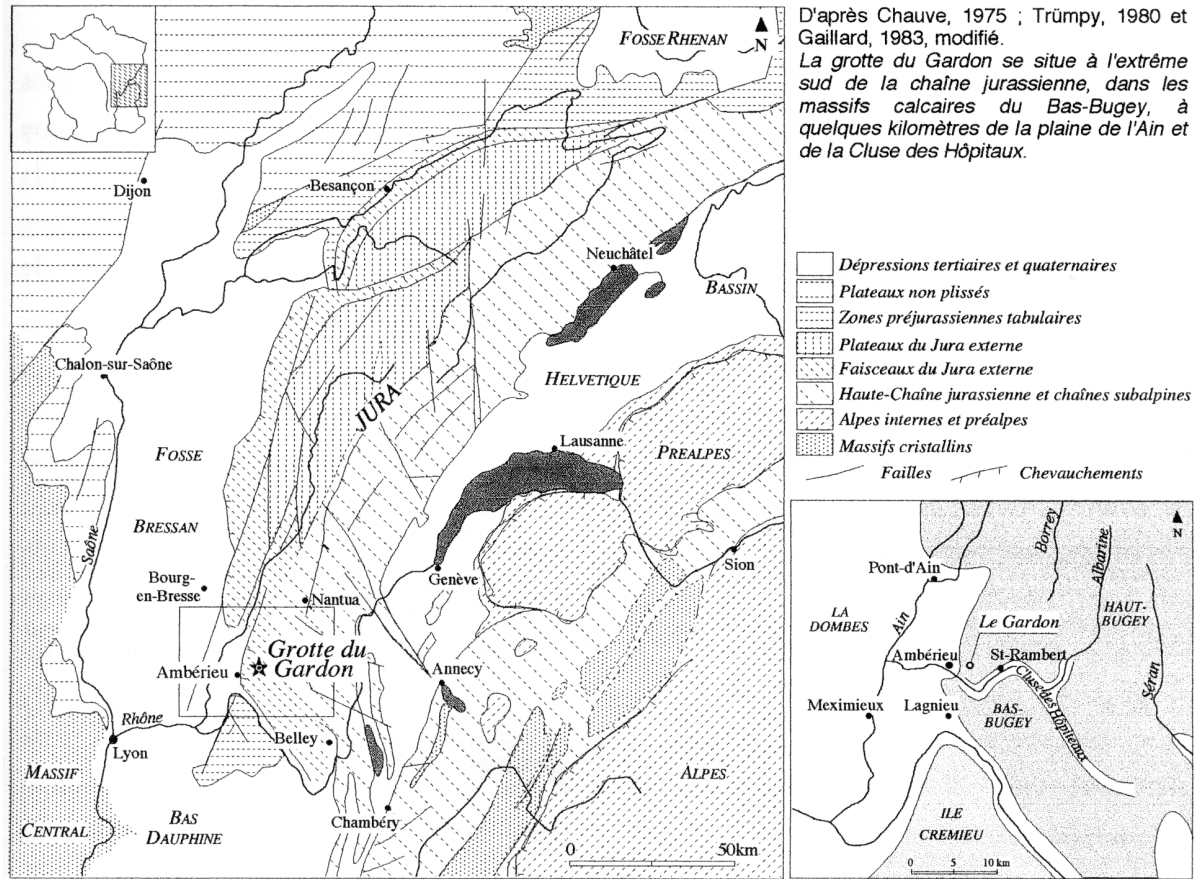 D'après Chauve, 1975 ; Trümpy, 1980 et
Gaillard, 1983, modifié.
La grotte du Gardon se situe à l'extrême
sud de la chaîne jurassienne, dans les
massifs calcaires du Bas-Bugey, à
quelques kilomètres de la plaine de l'Ain et
de la Cluse des Hôpitaux.
N
FOSSE RHENAN
Dijon
Besançon
Neuchâtel
BASSIN
Chalon-sur-Saône
JURA
HELVETIQUE
Lausanne
FOSSE
PREALPES
BRESSAN
Saône
Sion
Genève
Bourg-
en-Bresse
Nantua
Grotte du
Gardon
Ambérieu
Annecy
Rhône
Lyon
Belley
MASSIF
CENTRAL
ALPES
BAS
DAUPHINE
Chambéry
0
50km
Dépressions tertiaires et quaternaires
Plateaux non plissés
Zones préjurassiennes tabulaires
Plateaux du Jura externe
Faisceaux du Jura externe
Haute-Chaîne jurassienne et chaînes subalpines
Alpes internes et préalpes
Massifs cristallins
Failles
Chevauchements
N
Borrey
Albarine
Pont-d'Ain
LA
DOMBES
Ain
HAUT-
BUGEY
Le Gardon
Ambérieu
St-Rambert
Séran
Cluse des Hôpiteaux
Meximieux
Lagnieu
BAS-
BUGEY
ILE
CREMIEU
0 5 10 km